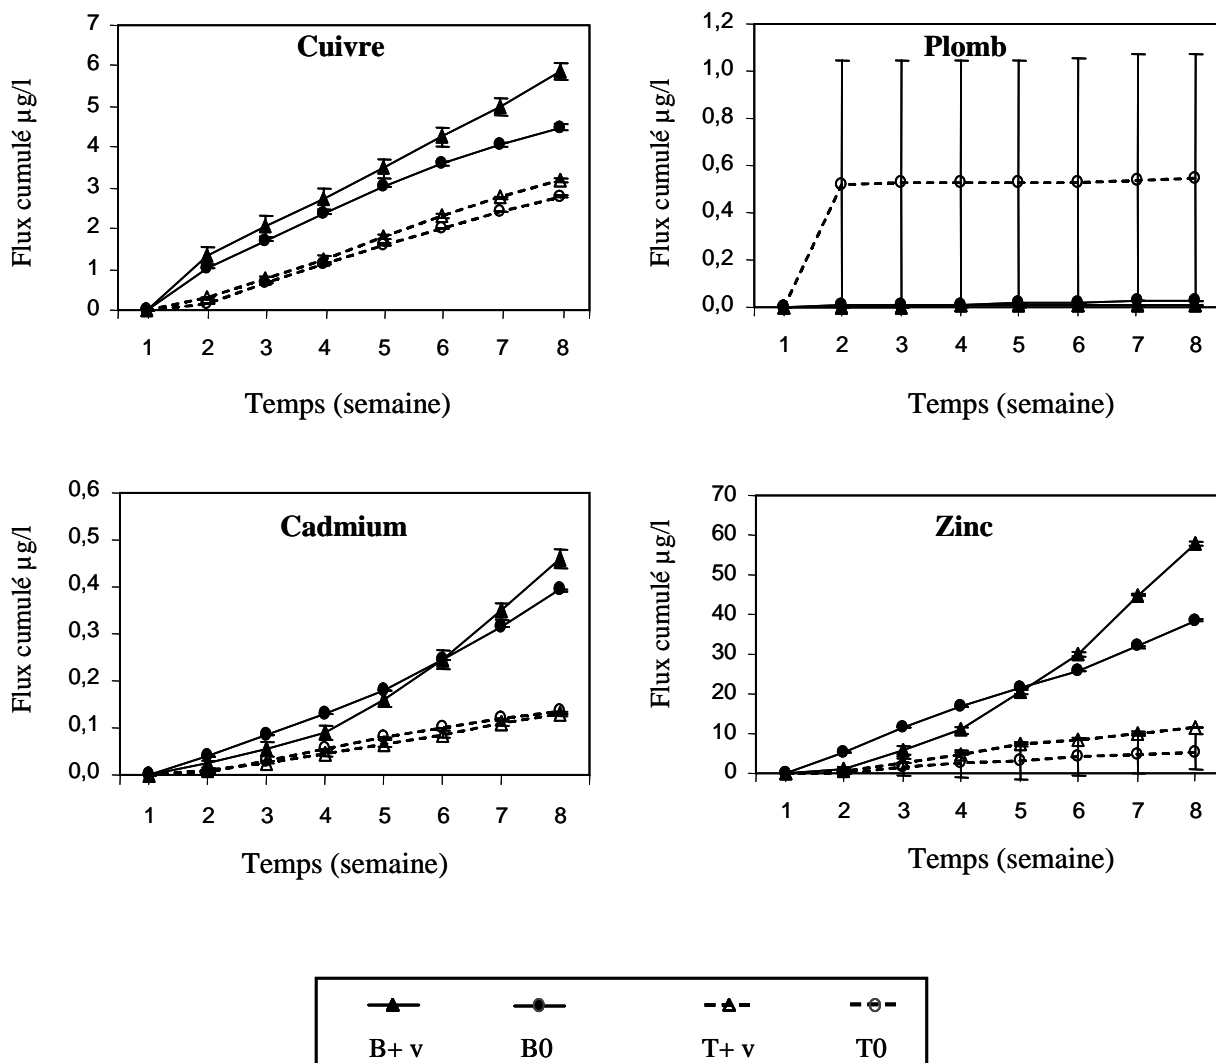 Cuivre
Flux cumulé µg/l
7
6
5
4
3
2
1
0
1 2 3 4 5 6 7 8
Temps (semaine)
Plomb
Flux cumulé µg/l
1,2
1,0
0,8
0,6
0,4
0,2
0,0
1 2 3 4 5 6 7 8
Temps (semaine)
Cadmium
Flux cumulé µg/l
0,6
0,5
0,4
0,3
0,2
0,1
0,0
1 2 3 4 5 6 7 8
Temps (semaine)
Zinc
Flux cumulé µg/l
70
60
50
40
30
20
10
0
1 2 3 4 5 6 7 8
Temps (semaine)
B+ v B0 T+ v T0